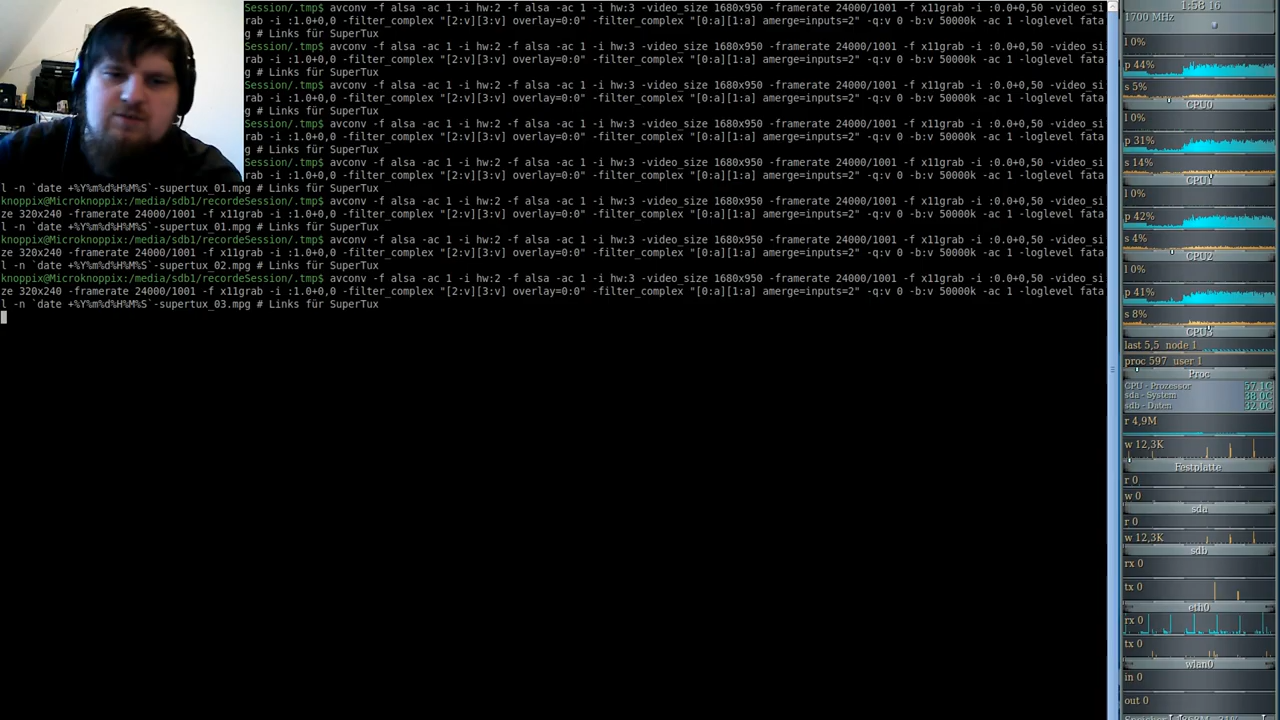 Session/.tmp$ avconv -f alsa -ac 1 -i hw:2 -f alsa -ac 1 -i hw:3 -video_size 1680x950 -framerate 24000/1001 -f x11grab -i :0.0+0,50 -video_si
rab -i :1.0+0,0 -filter_complex "[2:v][3:v] overlay=0:0" -filter_complex "[0:a][1:a] amerge=inputs=2" -q:v 0 -b:v 50000k -ac 1 -loglevel fata
g # Links für SuperTux
Session/.tmp$ avconv -f alsa -ac 1 -i hw:2 -f alsa -ac 1 -i hw:3 -video_size 1680x950 -framerate 24000/1001 -f x11grab -i :0.0+0,50 -video_si
rab -i :1.0+0,0 -filter_complex "[2:v][3:v] overlay=0:0" -filter_complex "[0:a][1:a] amerge=inputs=2" -q:v 0 -b:v 50000k -ac 1 -loglevel fata
g # Links für SuperTux
Session/.tmp$ avconv -f alsa -ac 1 -i hw:2 -f alsa -ac 1 -i hw:3 -video_size 1680x950 -framerate 24000/1001 -f x11grab -i :0.0+0,50 -video_si
rab -i :1.0+0,0 -filter_complex "[2:v][3:v] overlay=0:0" -filter_complex "[0:a][1:a] amerge=inputs=2" -q:v 0 -b:v 50000k -ac 1 -loglevel fata
g # Links für SuperTux
Session/.tmp$ avconv -f alsa -ac 1 -i hw:2 -f alsa -ac 1 -i hw:3 -video_size 1680x950 -framerate 24000/1001 -f x11grab -i :0.0+0,50 -video_si
rab -i :1.0+0,0 -filter_complex "[2:v][3:v] overlay=0:0" -filter_complex "[0:a][1:a] amerge=inputs=2" -q:v 0 -b:v 50000k -ac 1 -loglevel fata
g # Links für SuperTux
Session/.tmp$ avconv -f alsa -ac 1 -i hw:2 -f alsa -ac 1 -i hw:3 -video_size 1680x950 -framerate 24000/1001 -f x11grab -i :0.0+0,50 -video_si
rab -i :1.0+0,0 -filter_complex "[2:v][3:v] overlay=0:0" -filter_complex "[0:a][1:a] amerge=inputs=2" -q:v 0 -b:v 50000k -ac 1 -loglevel fata
l -n `date +%Y%m%d%H%M%S`-supertux_01.mpg # Links für SuperTux
knoppix@Microknoppix:/media/sdb1/recordeSession/.tmp$ avconv -f alsa -ac 1 -i hw:2 -f alsa -ac 1 -i hw:3 -video_size 1680x950 -framerate 24000/1001 -f x11grab -i :0.0+0,50 -video_si
ze 320x240 -framerate 24000/1001 -f x11grab -i :1.0+0,0 -filter_complex "[2:v][3:v] overlay=0:0" -filter_complex "[0:a][1:a] amerge=inputs=2" -q:v 0 -b:v 50000k -ac 1 -loglevel fata
l -n `date +%Y%m%d%H%M%S`-supertux_01.mpg # Links für SuperTux
knoppix@Microknoppix:/media/sdb1/recordeSession/.tmp$ avconv -f alsa -ac 1 -i hw:2 -f alsa -ac 1 -i hw:3 -video_size 1680x950 -framerate 24000/1001 -f x11grab -i :0.0+0,50 -video_si
ze 320x240 -framerate 24000/1001 -f x11grab -i :1.0+0,0 -filter_complex "[2:v][3:v] overlay=0:0" -filter_complex "[0:a][1:a] amerge=inputs=2" -q:v 0 -b:v 50000k -ac 1 -loglevel fata
l -n `date +%Y%m%d%H%M%S`-supertux_02.mpg # Links für SuperTux
knoppix@Microknoppix:/media/sdb1/recordeSession/.tmp$ avconv -f alsa -ac 1 -i hw:2 -f alsa -ac 1 -i hw:3 -video_size 1680x950 -framerate 24000/1001 -f x11grab -i :0.0+0,50 -video_si
ze 320x240 -framerate 24000/1001 -f x11grab -i :1.0+0,0 -filter_complex "[2:v][3:v] overlay=0:0" -filter_complex "[0:a][1:a] amerge=inputs=2" -q:v 0 -b:v 50000k -ac 1 -loglevel fata
l -n `date +%Y%m%d%H%M%S`-supertux_03.mpg # Links für SuperTux
1:58 16
1700 MHz
l 0%
p 44%
s 5%
CPU0
l 0%
p 31%
s 14%
CPU1
l 0%
p 42%
s 4%
CPU2
l 0%
p 41%
s 8%
CPU3
last 5,5 node 1
proc 597 user 1
Proc
CPU - Prozessor 57,1C
sda - System 38,0C
sdb - Daten 32,0C
r 4,9M
w 12,3K
Festplatte
r 0
w 0
sda
r 0
w 12,3K
sdb
rx 0
tx 0
eth0
rx 0
tx 0
wlan0
in 0
out 0